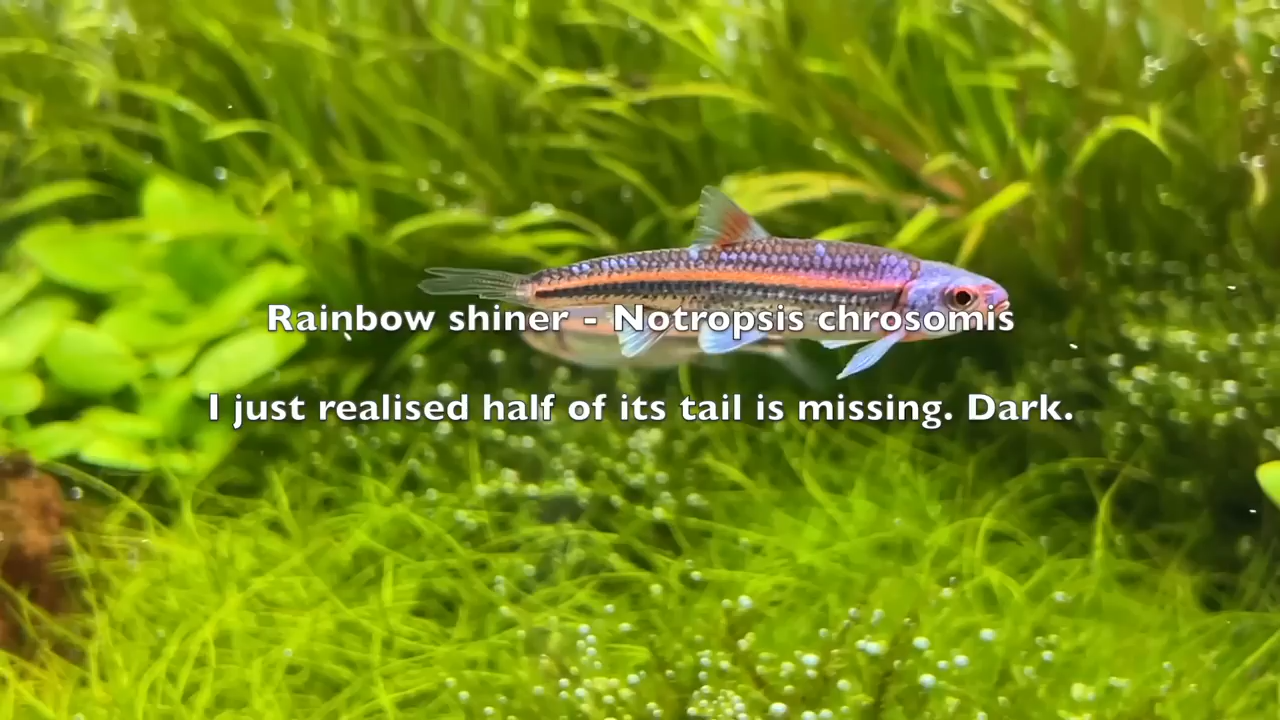 Rainbow shiner - Notropsis chrosomis
I just realised half of its tail is missing. Dark.